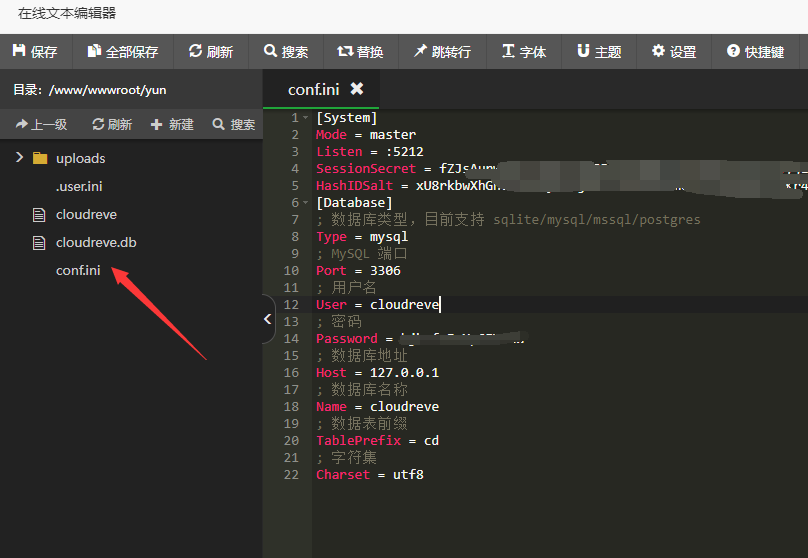 在线文本编辑器
保存 全部保存 刷新 搜索 替换 跳转行 字体 主题 设置 快捷键
目录： /www/wwwroot/yun
上一级 刷新 新建 搜索
uploads
.user.ini
cloudreve
cloudreve.db
conf.ini
conf.ini
1 [System]
2 Mode = master
3 Listen = :5212
4 SessionSecret =
5 HashIDSalt =
6 [Database]
7 ; 数据库类型，目前支持 sqlite/mysql/mssql/postgres
8 Type = mysql
9 ; MySQL 端口
10 Port = 3306
11 ; 用户名
12 User = cloudreve
13 ; 密码
14 Password =
15 ; 数据库地址
16 Host = 127.0.0.1
17 ; 数据库名称
18 Name = cloudreve
19 ; 数据表前缀
20 TablePrefix = cd
21 ; 字符集
22 Charset = utf8